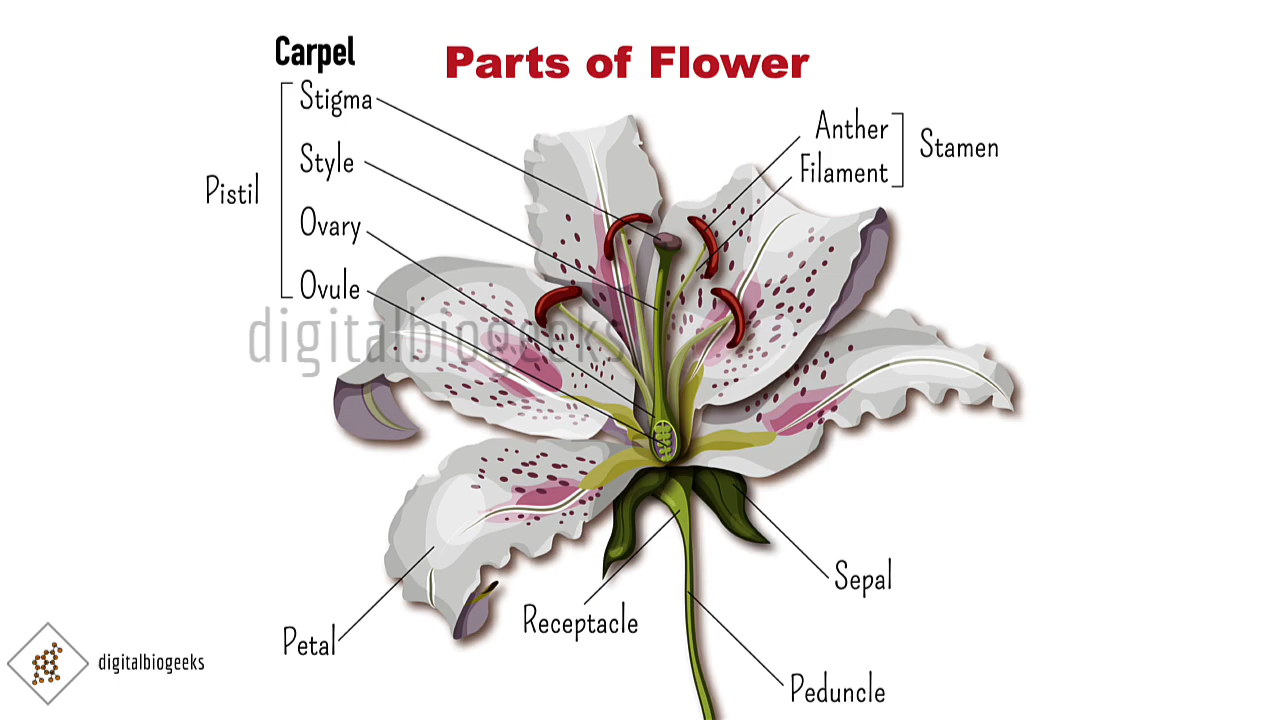 Carpel
Parts of Flower
Stigma
Style
Pistil
Ovary
Ovule
Anther
Filament
Stamen
digitalbiogeeks
Sepal
Receptacle
Petal
Peduncle
digitalbiogeeks